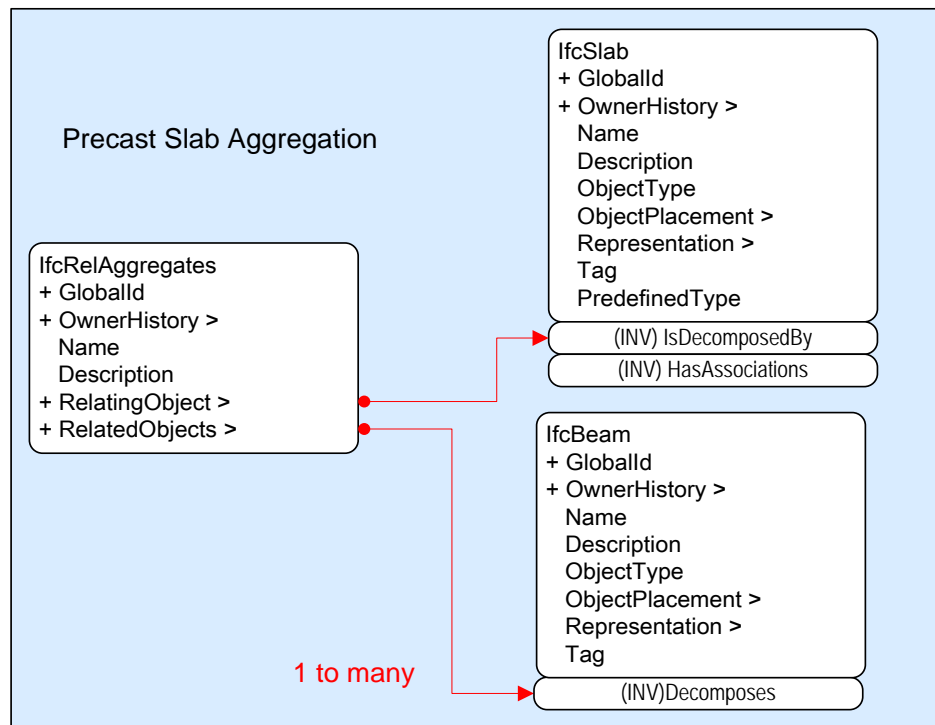 Precast Slab Aggregation
IfcRelAggregates
+ GlobalId
+ OwnerHistory >
Name
Description
+ RelatingObject >
+ RelatedObjects >
IfcSlab
+ GlobalId
+ OwnerHistory >
Name
Description
ObjectType
ObjectPlacement >
Representation >
Tag
PredefinedType
(INV) IsDecomposedBy
(INV) HasAssociations
IfcBeam
+ GlobalId
+ OwnerHistory >
Name
Description
ObjectType
ObjectPlacement >
Representation >
Tag
(INV)Decomposes
1 to many